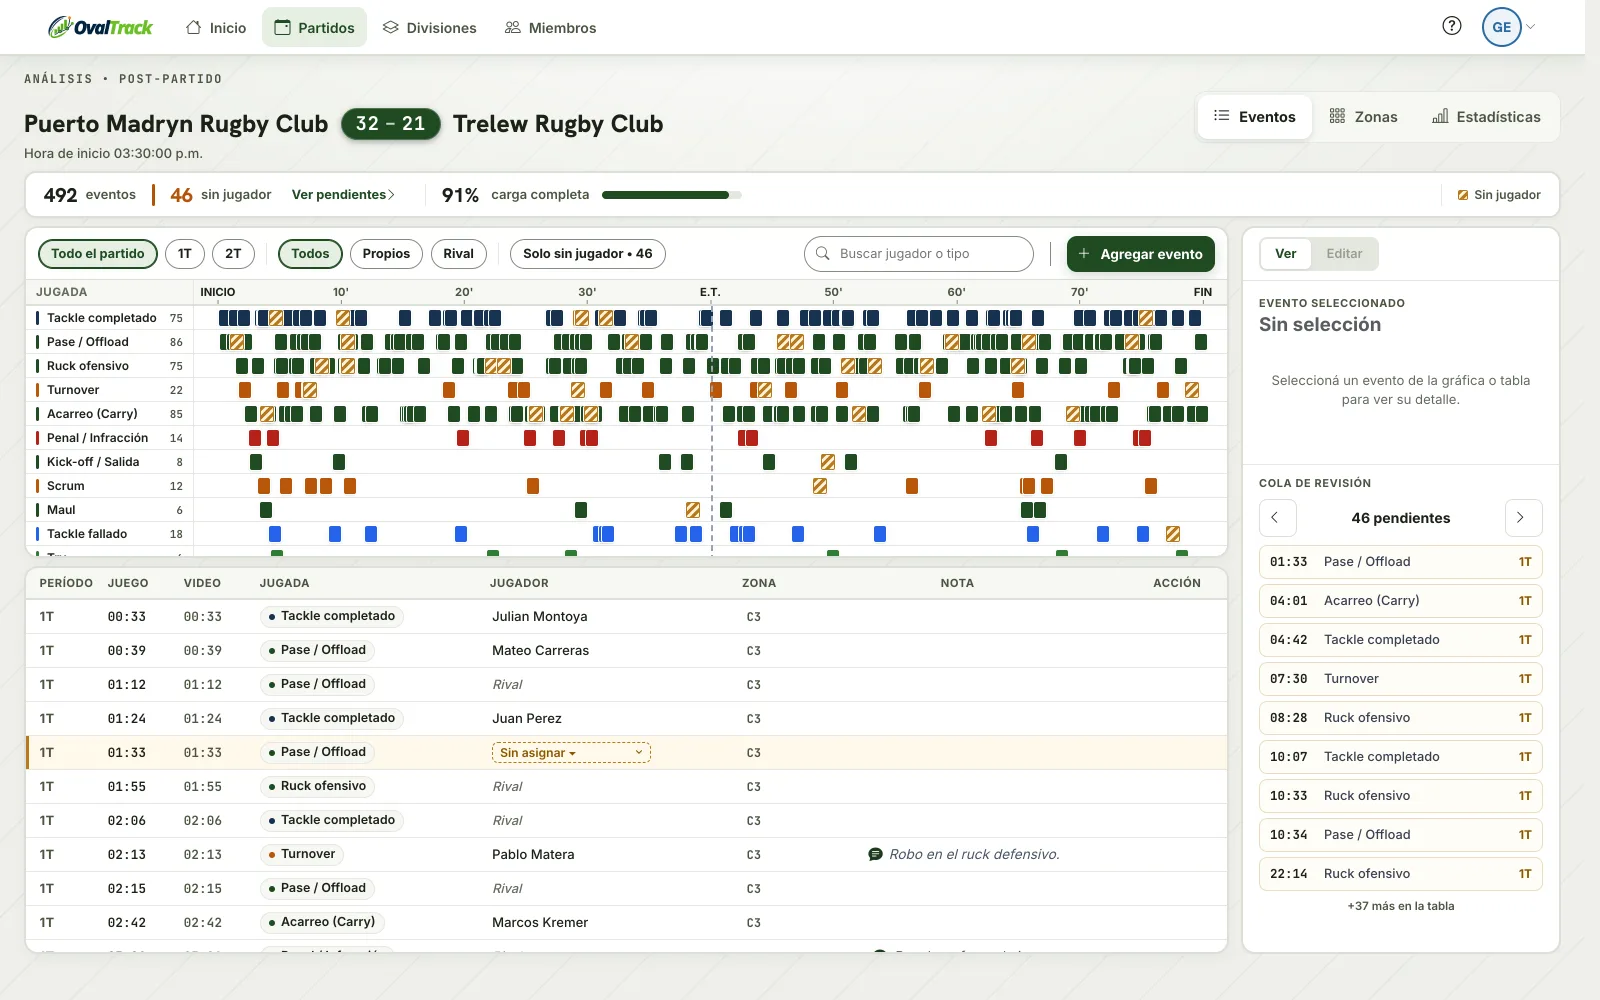 OvalTrack Inicio Partidos Divisiones Miembros GE
ANÁLISIS • POST-PARTIDO
Puerto Madryn Rugby Club 32 – 21 Trelew Rugby Club
Hora de inicio 03:30:00 p.m.
Eventos Zonas Estadísticas
492 eventos 46 sin jugador Ver pendientes 91% carga completa Sin jugador
Todo el partido 1T 2T Todos Propios Rival Solo sin jugador • 46 Buscar jugador o tipo + Agregar evento
JUGADA INICIO 10' 20' 30' E.T. 50' 60' 70' FIN
Tackle completado 75
Pase / Offload 86
Ruck ofensivo 75
Turnover 22
Acarreo (Carry) 85
Penal / Infracción 14
Kick-off / Salida 8
Scrum 12
Maul 6
Tackle fallado 18
PERÍODO JUEGO VIDEO JUGADA JUGADOR ZONA NOTA ACCIÓN
1T 00:33 00:33 Tackle completado Julian Montoya C3
1T 00:39 00:39 Pase / Offload Mateo Carreras C3
1T 01:12 01:12 Pase / Offload Rival C3
1T 01:24 01:24 Tackle completado Juan Perez C3
1T 01:33 01:33 Pase / Offload Sin asignar C3
1T 01:55 01:55 Ruck ofensivo Rival C3
1T 02:06 02:06 Tackle completado Rival C3
1T 02:13 02:13 Turnover Pablo Matera C3 Robo en el ruck defensivo.
1T 02:15 02:15 Pase / Offload Rival C3
1T 02:42 02:42 Acarreo (Carry) Marcos Kremer C3
Ver Editar
EVENTO SELECCIONADO
Sin selección
Seleccioná un evento de la gráfica o tabla
para ver su detalle.
COLA DE REVISIÓN
46 pendientes
01:33 Pase / Offload 1T
04:01 Acarreo (Carry) 1T
04:42 Tackle completado 1T
07:30 Turnover 1T
08:28 Ruck ofensivo 1T
10:07 Tackle completado 1T
10:33 Ruck ofensivo 1T
10:34 Pase / Offload 1T
22:14 Ruck ofensivo 1T
+37 más en la tabla